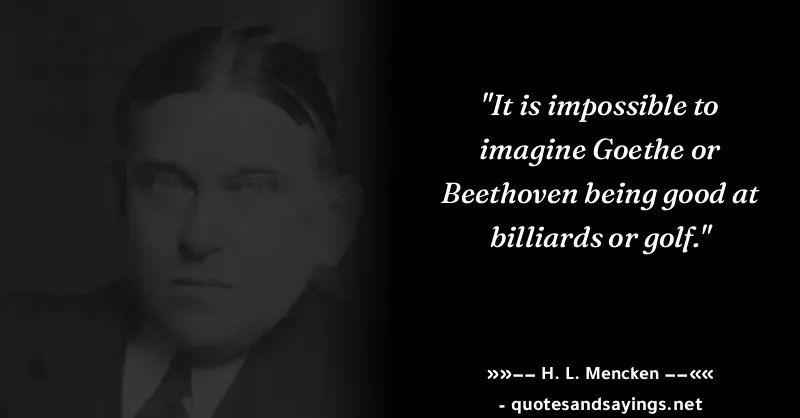 "It is impossible to
imagine Goethe or
Beethoven being good at
billiards or golf."
»»−− H. L. Mencken −−««
- quotesandsayings.net